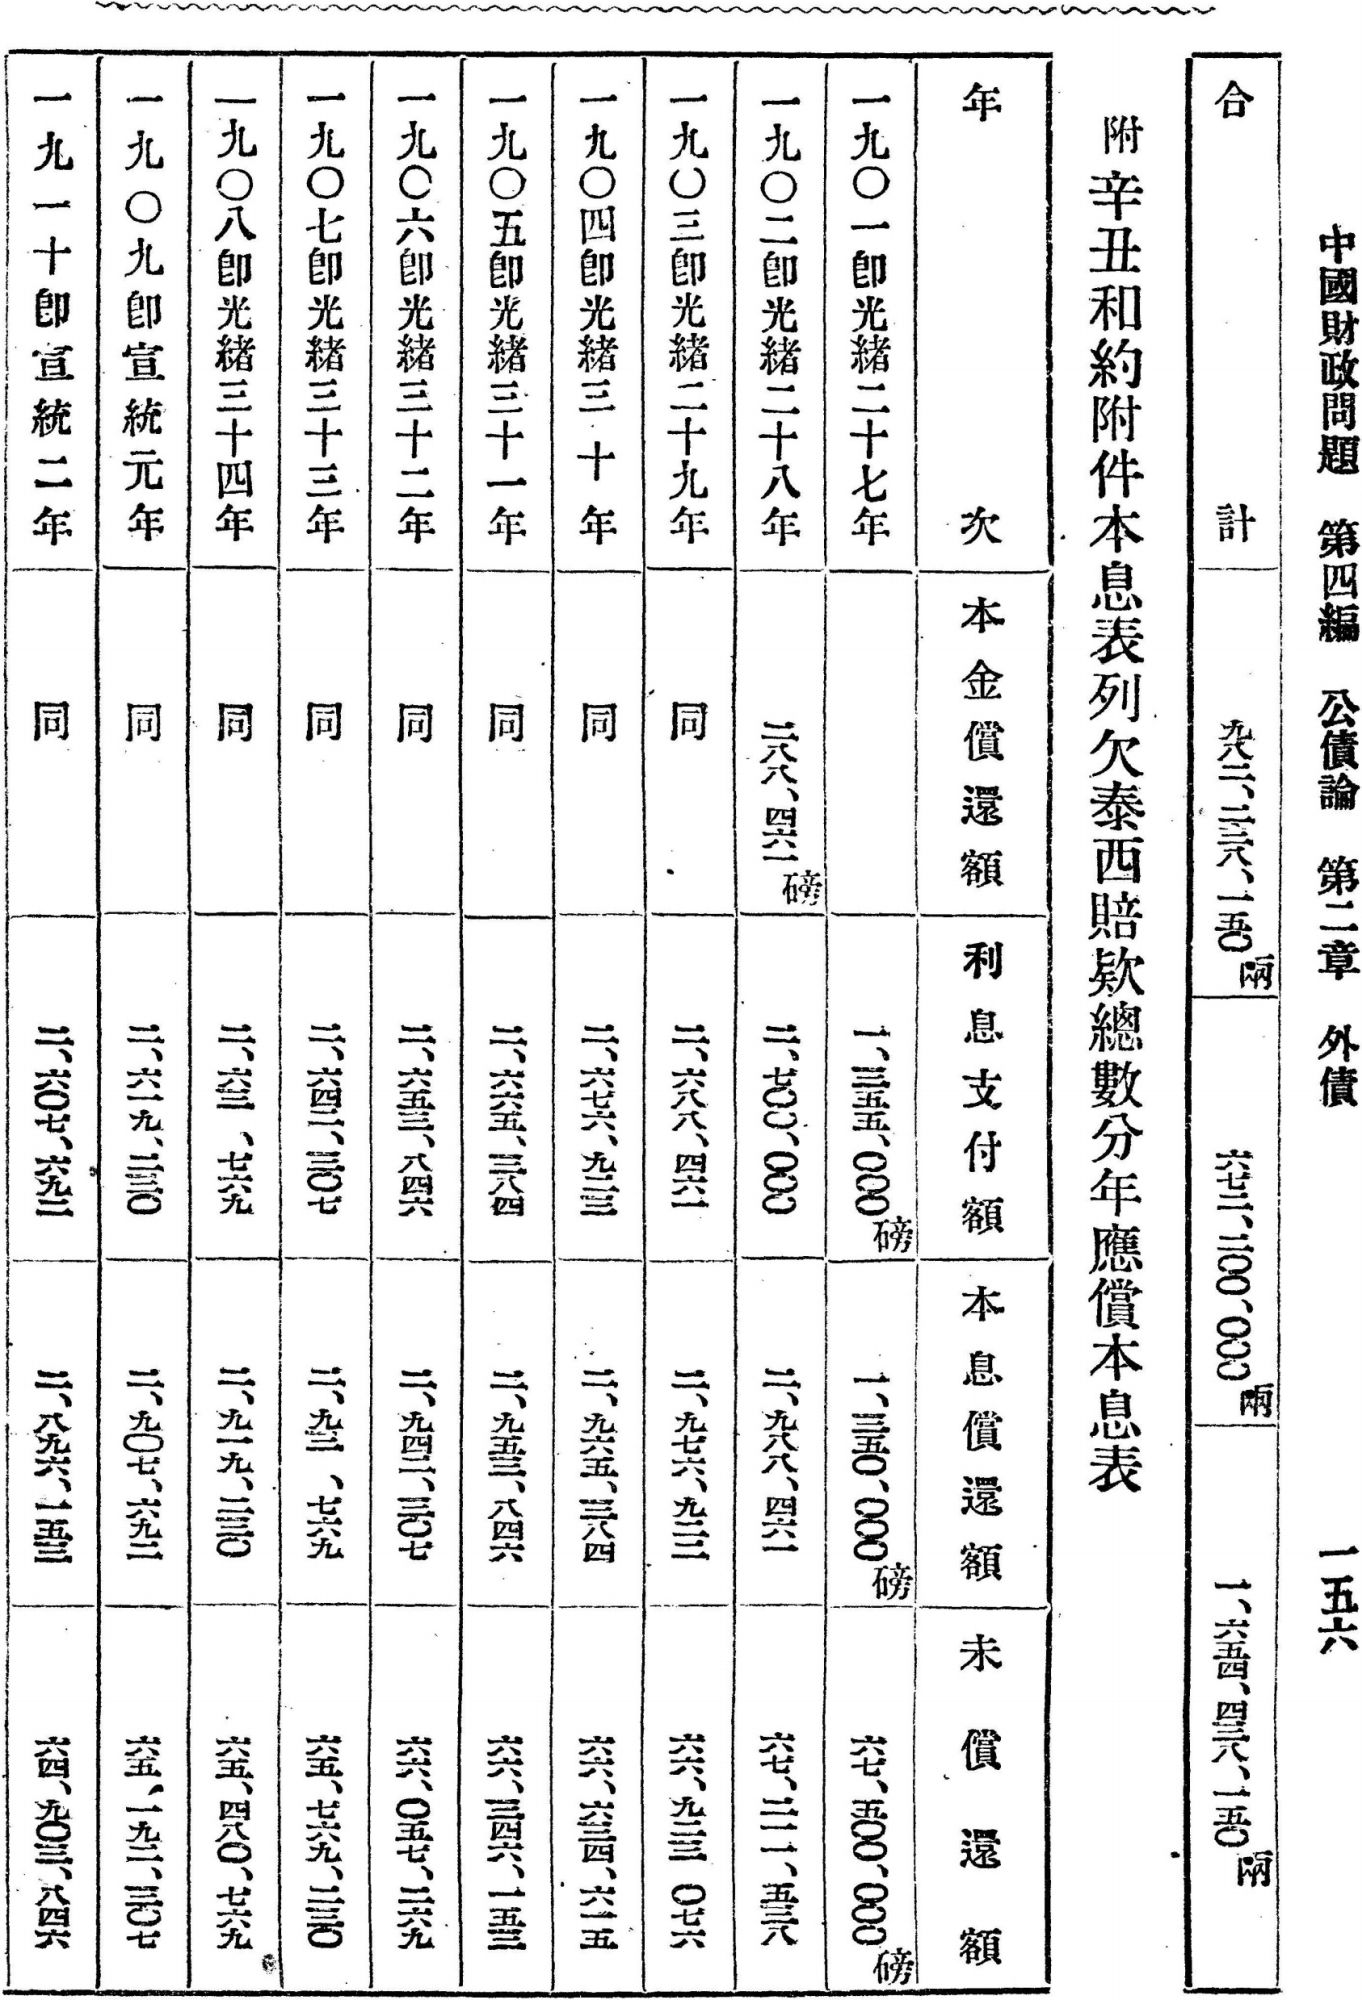 中國財政問題 第四編 公債論 第二章 外債 一五六
合計 九八二、二三八、一五〇兩 六七二、二〇〇、〇〇〇兩 一、六五四、四三八、一五〇兩
附辛丑和約附件本息表列欠泰西賠欵總數分年應償本息表
年次 本金償還額 利息支付額 本息償還額 未償還額
一九〇一卽光緒二十七年 一、三五五、〇〇〇磅 一、三五〇、〇〇〇磅 六七、五〇〇、〇〇〇磅
一九〇二卽光緒二十八年 二八八、四六一磅 二、七〇〇、〇〇〇 二、九八八、四六一 六七、二一一、五三八
一九〇三卽光緒二十九年 同 二、六八八、四六一 二、九七六、九二二 六六、九二三 〇七六
一九〇四卽光緒三十年 同 二、六七六、九二三 二、九六五、三八四 六六、六三四、六一五
一九〇五卽光緒三十一年 同 二、六六五、三八四 二、九五三、八四六 六六、三四六、一五三
一九〇六卽光緒三十二年 同 二、六五三、八四六 二、九四二、三〇七 六六、〇五七、二六九
一九〇七卽光緒三十三年 同 二、六四二、三〇七 二、九三一、七六九 六五、七六九、二三〇
一九〇八卽光緒三十四年 同 二、六三一、七六九 二、九一九、二三〇 六五、四八〇、七六九
一九〇九卽宣統元年 同 二、六一九、二三〇 二、九〇七、六九二 六五、一九二、三〇七
一九一十卽宣統二年 同 二、六〇七、六九二 二、八九六、一五三 六四、九〇三、八四六